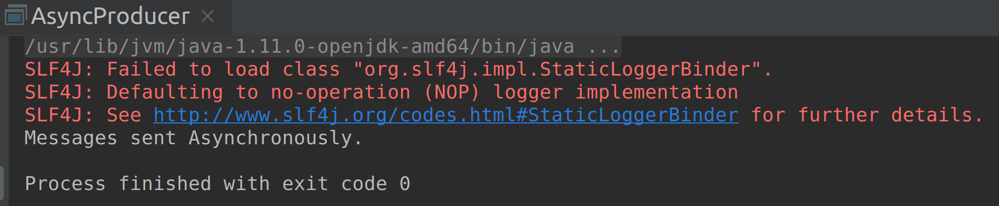 AsyncProducer
/usr/lib/jvm/java-1.11.0-openjdk-amd64/bin/java ...
SLF4J: Failed to load class "org.slf4j.impl.StaticLoggerBinder".
SLF4J: Defaulting to no-operation (NOP) logger implementation
SLF4J: See http://www.slf4j.org/codes.html#StaticLoggerBinder for further details.
Messages sent Asynchronously.
Process finished with exit code 0